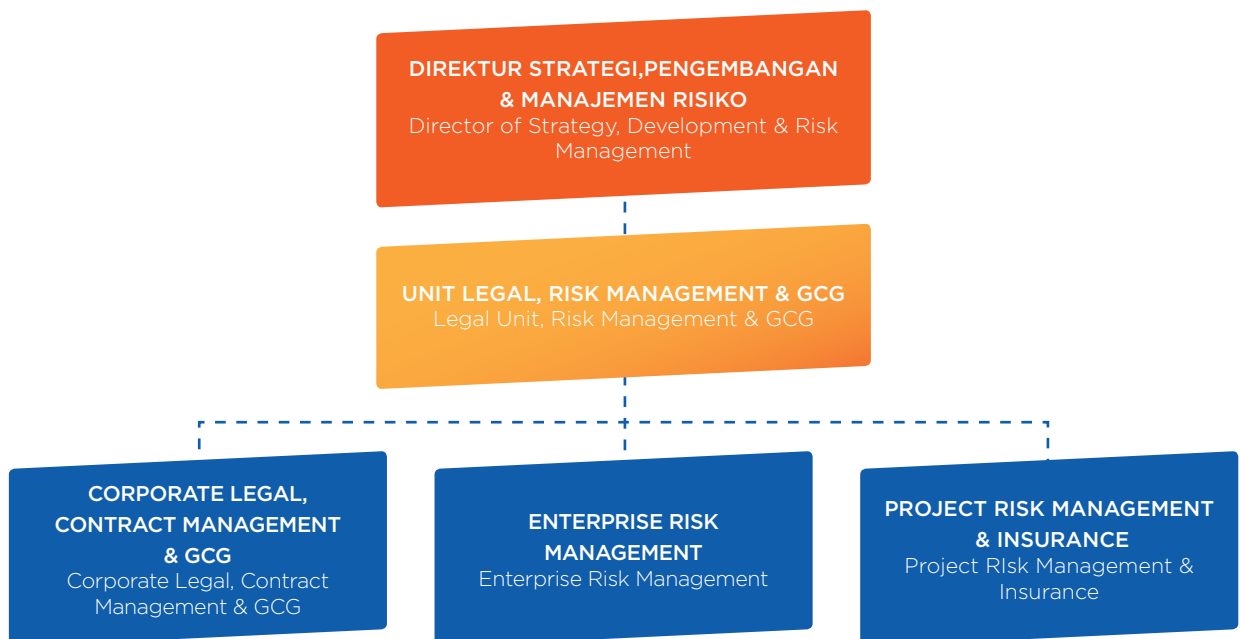 DIREKTUR STRATEGI,PENGEMBANGAN
& MANAJEMEN RISIKO
Director of Strategy, Development & Risk
Management
UNIT LEGAL, RISK MANAGEMENT & GCG
Legal Unit, Risk Management & GCG
CORPORATE LEGAL,
CONTRACT MANAGEMENT
& GCG
Corporate Legal, Contract
Management & GCG
ENTERPRISE RISK
MANAGEMENT
Enterprise Risk Management
PROJECT RISK MANAGEMENT
& INSURANCE
Project RIsk Management &
Insurance